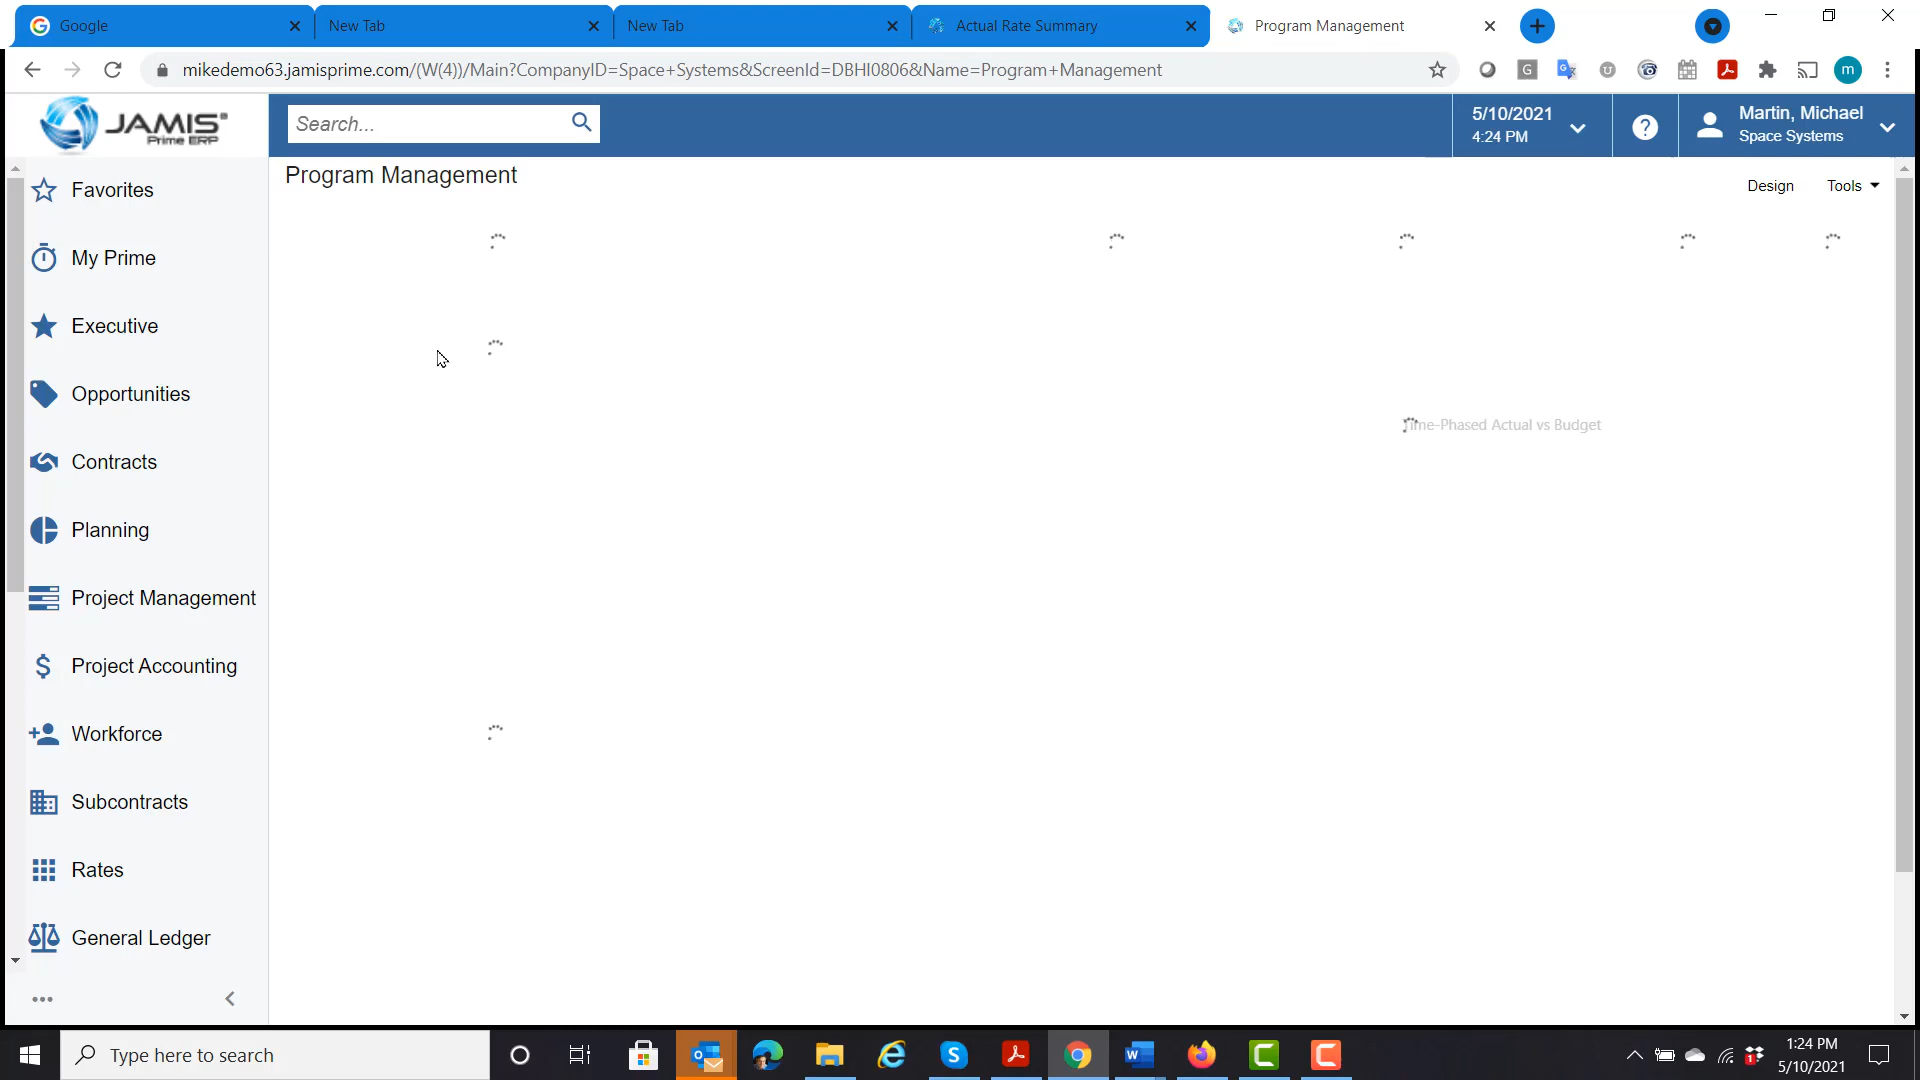 Google
New Tab
New Tab
Actual Rate Summary
Program Management
mikedemo63.jamisprime.com/(W(4))/Main?CompanyID=Space+Systems&ScreenId=DBHI0806&Name=Program+Management
m
JAMIS
Prime ERP
Search...
5/10/2021
4:24 PM
?
Martin, Michael
Space Systems
Program Management
Design
Tools
Favorites
My Prime
Executive
Opportunities
Contracts
Planning
Project Management
Project Accounting
Workforce
Subcontracts
Rates
General Ledger
Time-Phased Actual vs Budget
Type here to search
1:24 PM
5/10/2021